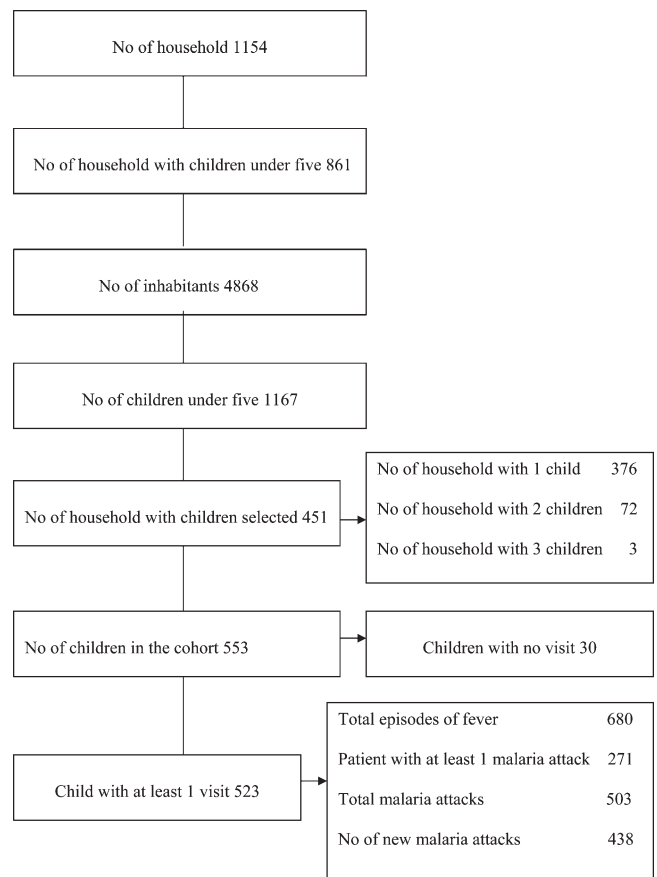 No of household 1154
No of household with children under five 861
No of inhabitants 4868
No of children under five 1167
No of household with children selected 451
No of household with 1 child 376
No of household with 2 children 72
No of household with 3 children 3
No of children in the cohort 553
Children with no visit 30
Child with at least 1 visit 523
Total episodes of fever 680
Patient with at least 1 malaria attack 271
Total malaria attacks 503
No of new malaria attacks 438